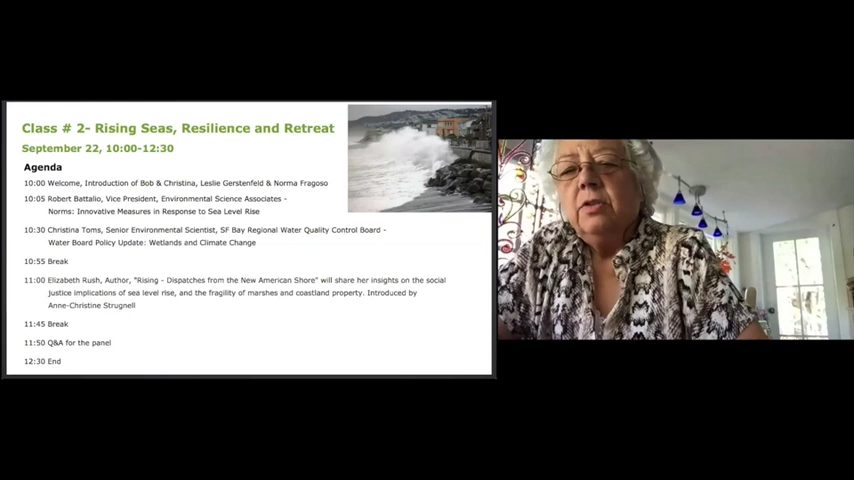 Class # 2- Rising Seas, Resilience and Retreat
September 22, 10:00-12:30
Agenda
10:00 Welcome, Introduction of Bob & Christina, Leslie Gerstenfeld & Norma Fragoso
10:05 Robert Battalio, Vice President, Environmental Science Associates -
Norms: Innovative Measures in Response to Sea Level Rise
10:30 Christina Toms, Senior Environmental Scientist, SF Bay Regional Water Quality Control Board -
Water Board Policy Update: Wetlands and Climate Change
10:55 Break
11:00 Elizabeth Rush, Author, "Rising - Dispatches from the New American Shore" will share her insights on the social
justice implications of sea level rise, and the fragility of marshes and coastland property. Introduced by
Anne-Christine Strugnell
11:45 Break
11:50 Q&A for the panel
12:30 End